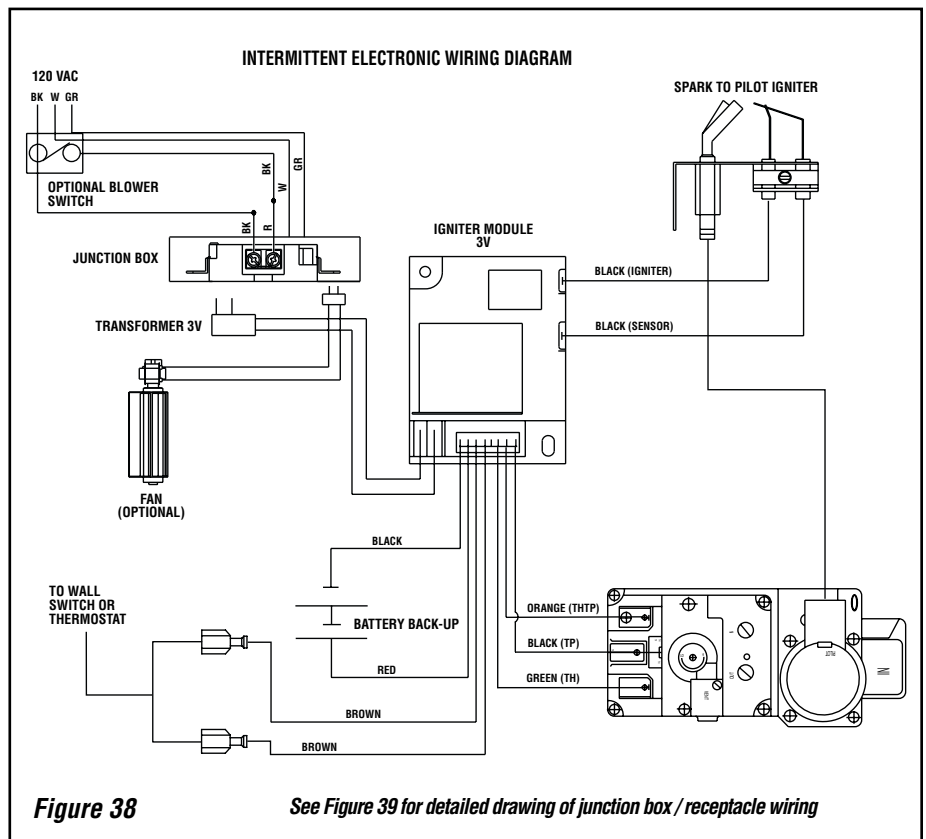 INTERMITTENT ELECTRONIC WIRING DIAGRAM
120 VAC
BK W GR
SPARK TO PILOT IGNITER
OPTIONAL BLOWER
SWITCH
BK
W
GR
BK
R
JUNCTION BOX
IGNITER MODULE
3V
BLACK (IGNITER)
TRANSFORMER 3V
BLACK (SENSOR)
FAN
(OPTIONAL)
BLACK
TO WALL
SWITCH OR
THERMOSTAT
BATTERY BACK-UP
RED
BROWN
BROWN
ORANGE (THTP)
BLACK (TP)
GREEN (TH)
PILOT
Figure 38
See Figure 39 for detailed drawing of junction box / receptacle wiring